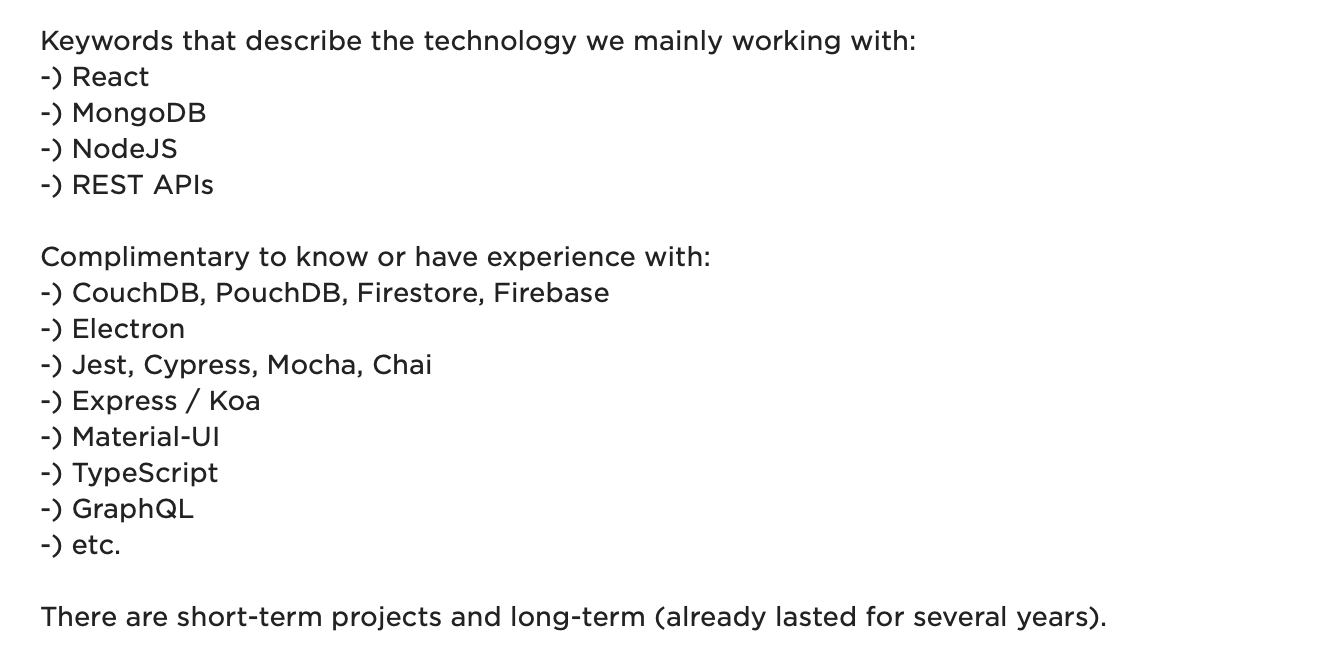 Keywords that describe the technology we mainly working with:
-) React
-) MongoDB
-) NodeJS
-) REST APIs
Complimentary to know or have experience with:
-) CouchDB, PouchDB, Firestore, Firebase
-) Electron
-) Jest, Cypress, Mocha, Chai
-) Express / Koa
-) Material-UI
-) TypeScript
-) GraphQL
-) etc.
There are short-term projects and long-term (already lasted for several years).